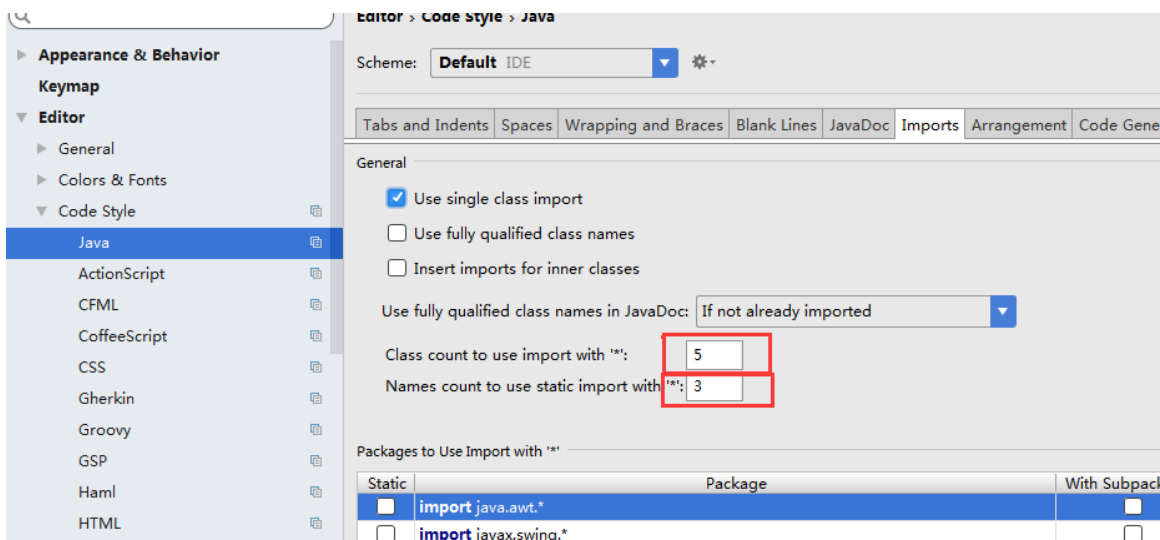 Editor › Code Style › Java
Appearance & Behavior
Keymap
Editor
General
Colors & Fonts
Code Style
Java
ActionScript
CFML
CoffeeScript
CSS
Gherkin
Groovy
GSP
Haml
HTML
Scheme: Default IDE
Tabs and Indents Spaces Wrapping and Braces Blank Lines JavaDoc Imports Arrangement Code Gene
General
Use single class import
Use fully qualified class names
Insert imports for inner classes
Use fully qualified class names in JavaDoc: If not already imported
Class count to use import with '*': 5
Names count to use static import with '*': 3
Packages to Use Import with '*'
Static Package With Subpack
import java.awt.*
import javax.swing.*